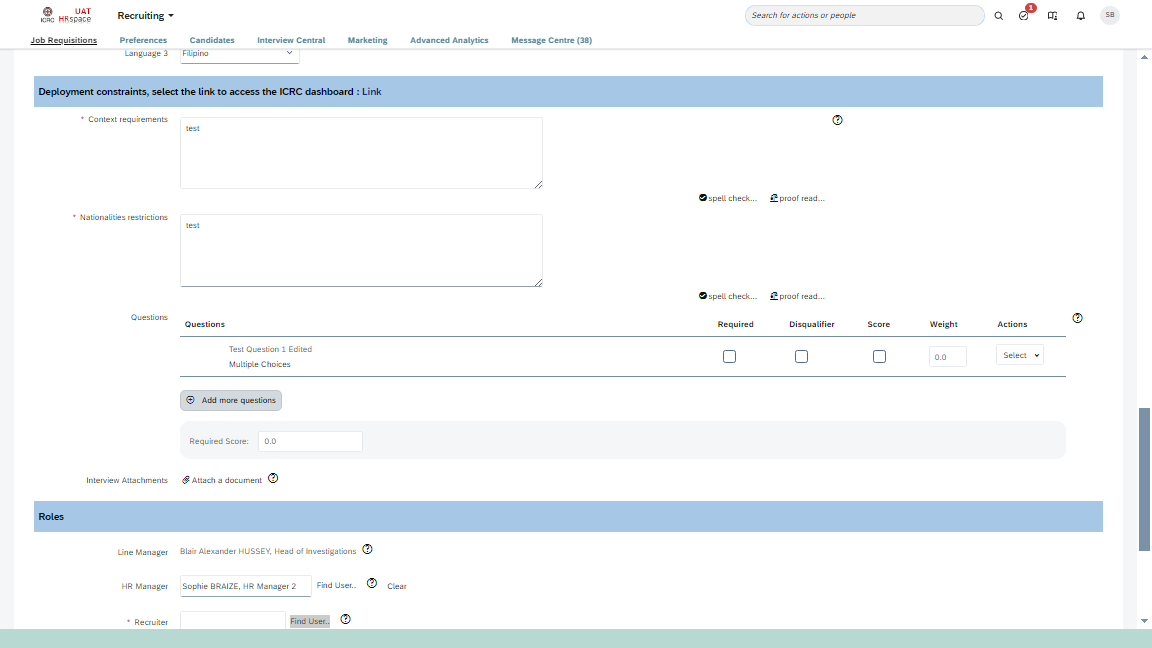 ICRC UAT HRspace Recruiting Search for actions or people 1 SB
Job Requisitions Preferences Candidates Interview Central Marketing Advanced Analytics Message Centre (38)
Language 3 Filipino
Deployment constraints, select the link to access the ICRC dashboard : Link
* Context requirements test
spell check... proof read...
* Nationalities restrictions test
spell check... proof read...
Questions
Questions Required Disqualifier Score Weight Actions
Test Question 1 Edited
Multiple Choices 0.0 Select
Add more questions
Required Score: 0.0
Interview Attachments Attach a document
Roles
Line Manager Blair Alexander HUSSEY, Head of Investigations
HR Manager Sophie BRAIZE, HR Manager 2 Find User.. Clear
* Recruiter Find User..